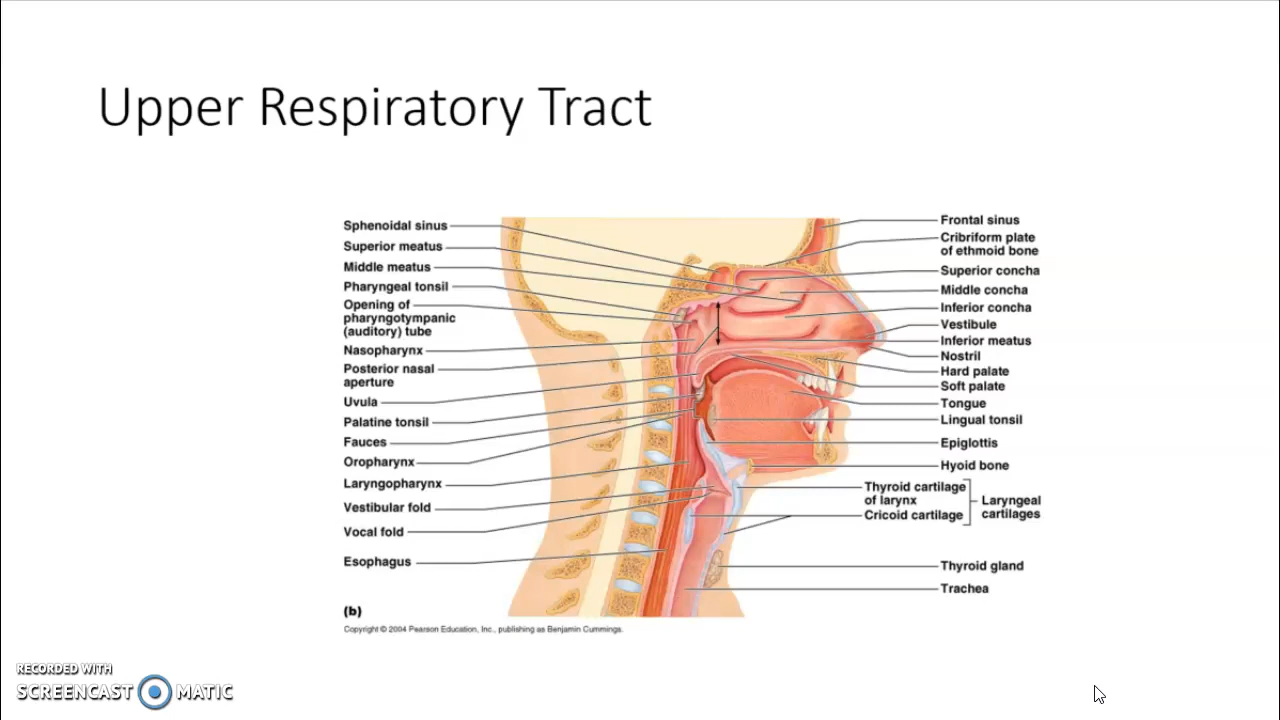 Upper Respiratory Tract
Sphenoidal sinus
Superior meatus
Middle meatus
Pharyngeal tonsil
Opening of
pharyngotympanic
(auditory) tube
Nasopharynx
Posterior nasal
aperture
Uvula
Palatine tonsil
Fauces
Oropharynx
Laryngopharynx
Vestibular fold
Vocal fold
Esophagus
(b)
Frontal sinus
Cribriform plate
of ethmoid bone
Superior concha
Middle concha
Inferior concha
Vestibule
Inferior meatus
Nostril
Hard palate
Soft palate
Tongue
Lingual tonsil
Epiglottis
Hyoid bone
Thyroid cartilage
of larynx
Cricoid cartilage
Laryngeal
cartilages
Thyroid gland
Trachea
Copyright © 2004 Pearson Education, Inc., publishing as Benjamin Cummings.
RECORDED WITH
SCREENCAST MATIC